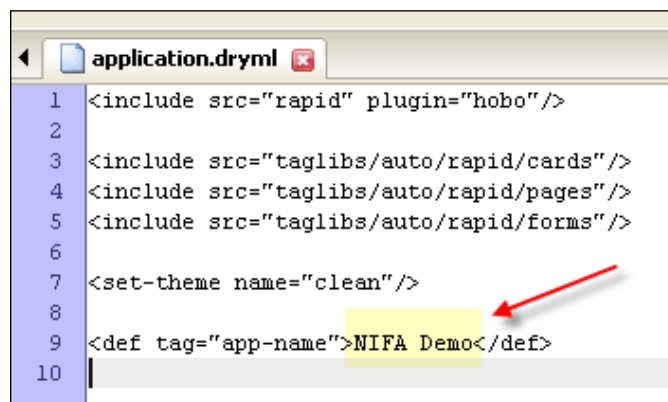 application.dryml
1 <include src="rapid" plugin="hobo"/>
2
3 <include src="taglibs/auto/rapid/cards"/>
4 <include src="taglibs/auto/rapid/pages"/>
5 <include src="taglibs/auto/rapid/forms"/>
6
7 <set-theme name="clean"/>
8
9 <def tag="app-name">NIFA Demo</def>
10